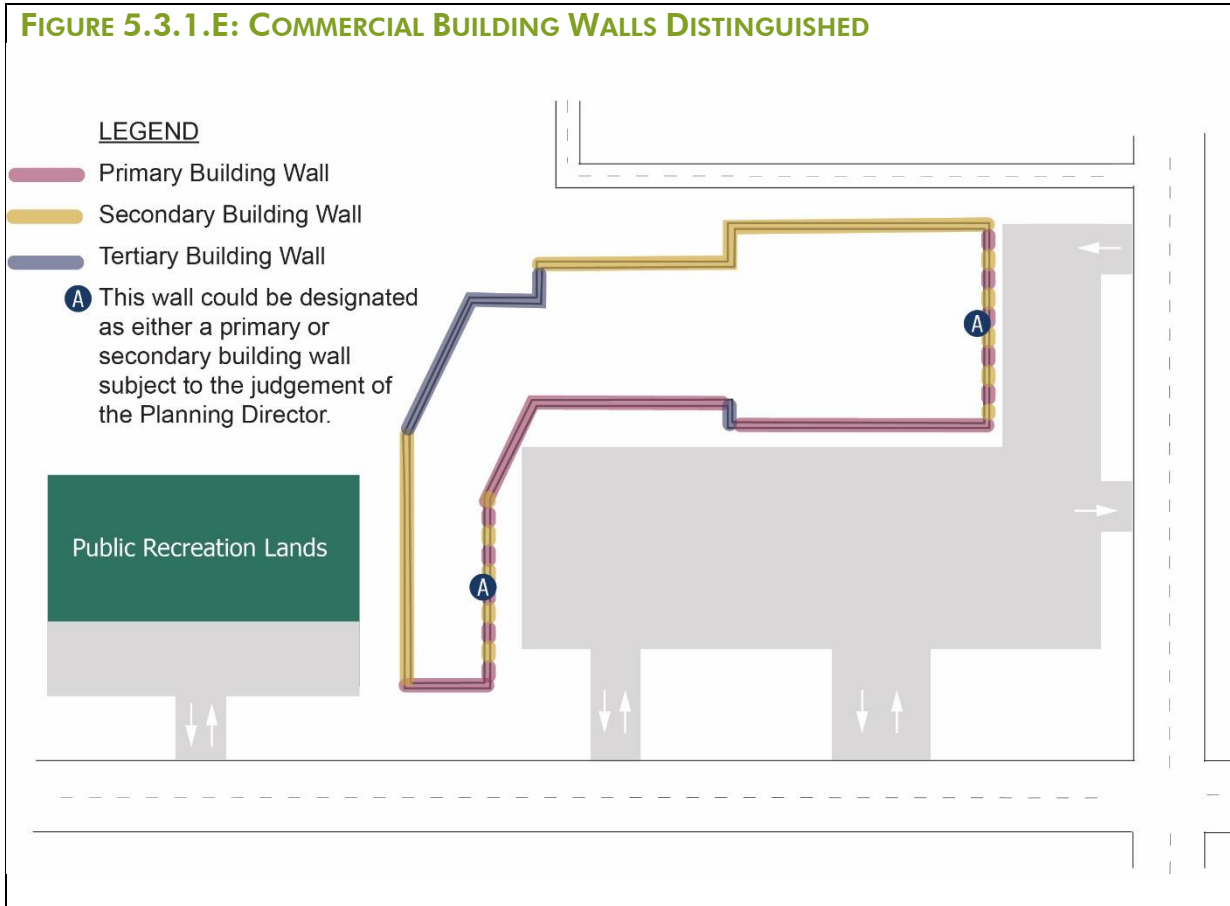 FIGURE 5.3.1.E: COMMERCIAL BUILDING WALLS DISTINGUISHED
LEGEND
Primary Building Wall
Secondary Building Wall
Tertiary Building Wall
A This wall could be designated
as either a primary or
secondary building wall
subject to the judgement of
the Planning Director.
A
A
Public Recreation Lands